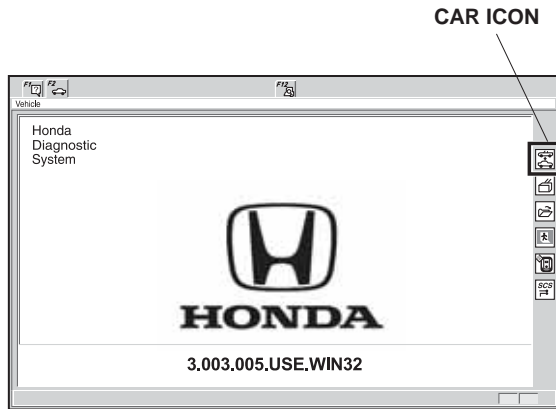 CAR ICON
F1 F2 F12
Vehicle
Honda
Diagnostic
System
HONDA
3.003.005.USE.WIN32
SCS